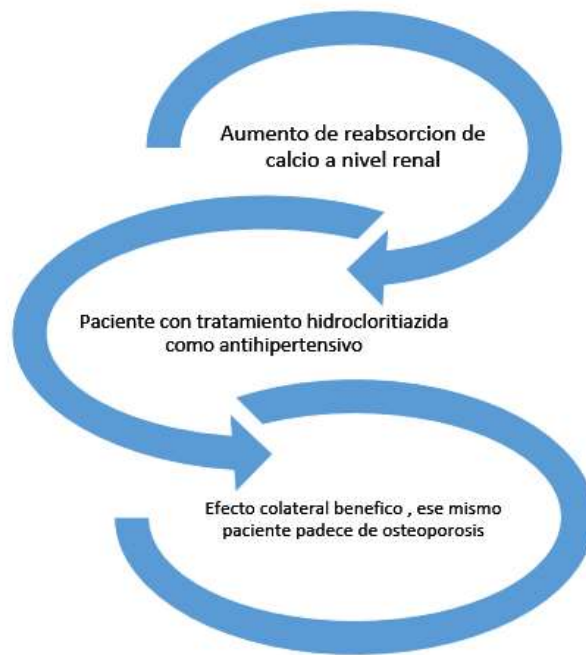 Aumento de reabsorcion de
calcio a nivel renal
Paciente con tratamiento hidrocloritiazida
como antihipertensivo
Efecto colateral benefico , ese mismo
paciente padece de osteoporosis